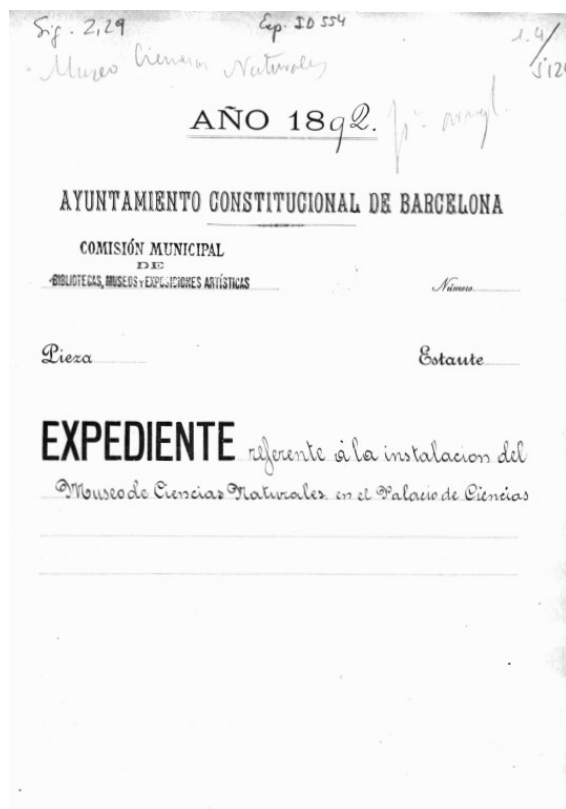 Sig. 2,29
Exp. ID 554
1.4/
S124
Museo Ciencias Naturales
AÑO 1892.
AYUNTAMIENTO CONSTITUCIONAL DE BARCELONA
COMISIÓN MUNICIPAL
DE
BIBLIOTECAS, MUSEOS Y EXPOSICIONES ARTÍSTICAS
Número
Pieza
Estante
EXPEDIENTE referente á la instalacion del
Museo de Ciencias Naturales en el Palacio de Ciencias